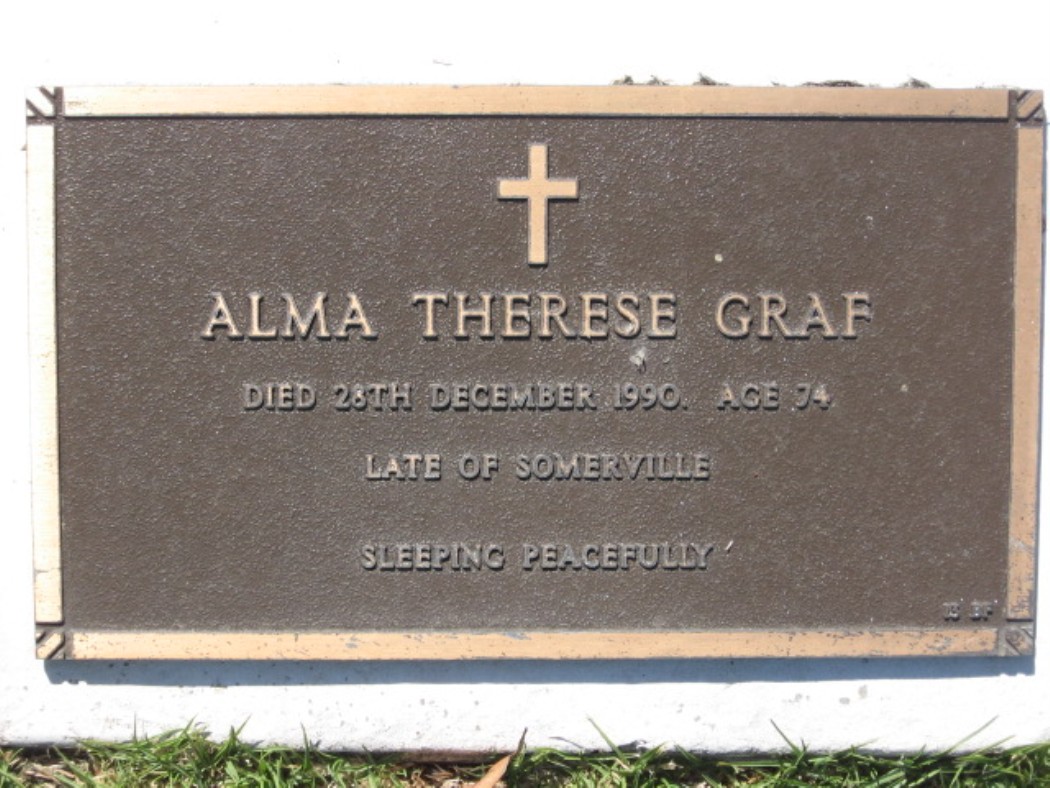 ALMA THERESE GRAF
DIED 28TH DECEMBER 1990. AGE 74
LATE OF SOMERVILLE
SLEEPING PEACEFULLY